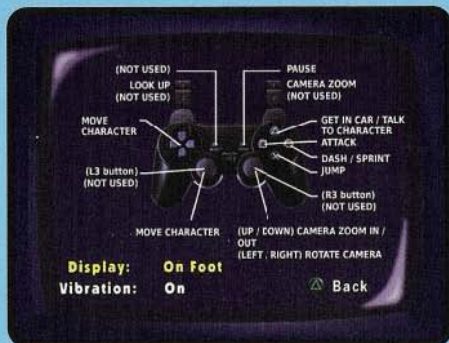 (NOT USED)
PAUSE
LOOK UP
(NOT USED)
CAMERA ZOOM
(NOT USED)
MOVE
CHARACTER
GET IN CAR / TALK
TO CHARACTER
ATTACK
DASH / SPRINT
JUMP
(L3 button)
(NOT USED)
(R3 button)
(NOT USED)
MOVE CHARACTER
(UP / DOWN) CAMERA ZOOM IN /
OUT
(LEFT , RIGHT) ROTATE CAMERA
Display: On Foot
Vibration: On
Back